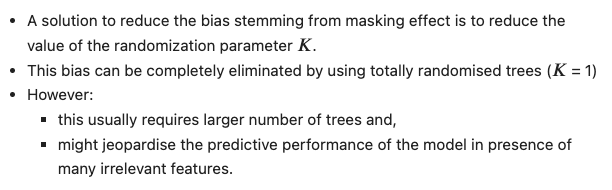 • A solution to reduce the bias stemming from masking effect is to reduce the
value of the randomization parameter K.
• This bias can be completely eliminated by using totally randomised trees (K = 1)
• However:
▪ this usually requires larger number of trees and,
▪ might jeopardise the predictive performance of the model in presence of
many irrelevant features.